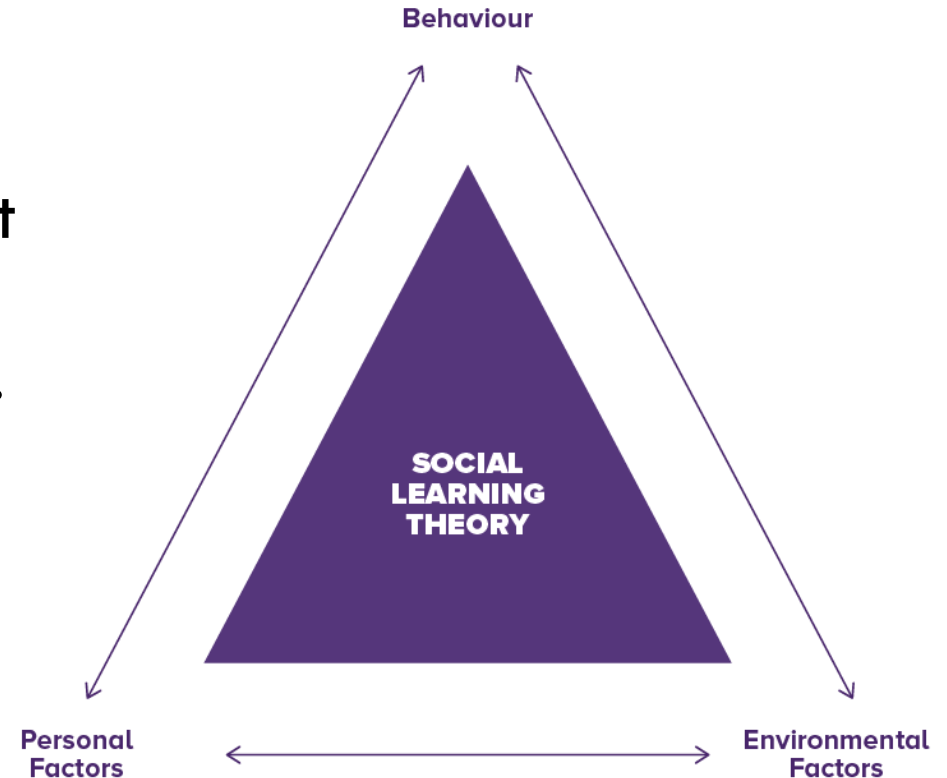 Behaviour
t
SOCIAL
LEARNING
THEORY
Personal
Factors
Environmental
Factors